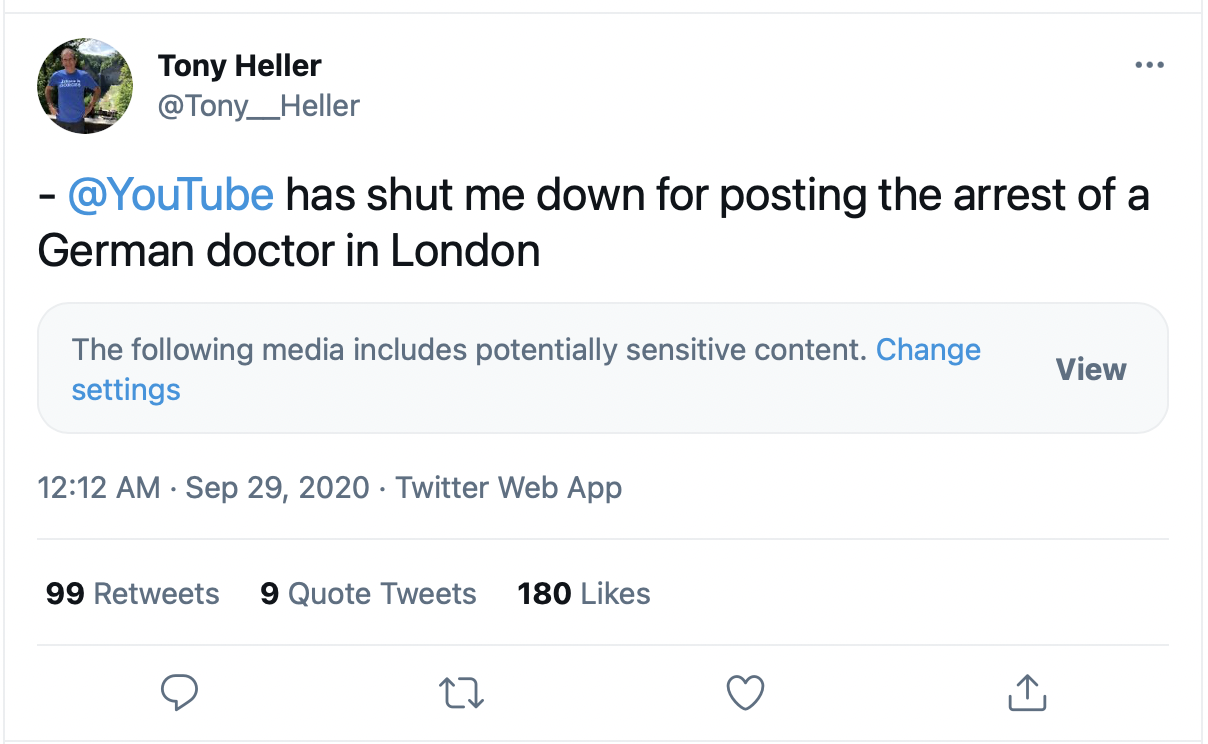 Tony Heller
@Tony__Heller
- @YouTube has shut me down for posting the arrest of a
German doctor in London
The following media includes potentially sensitive content. Change
settings
View
12:12 AM · Sep 29, 2020 · Twitter Web App
99 Retweets 9 Quote Tweets 180 Likes